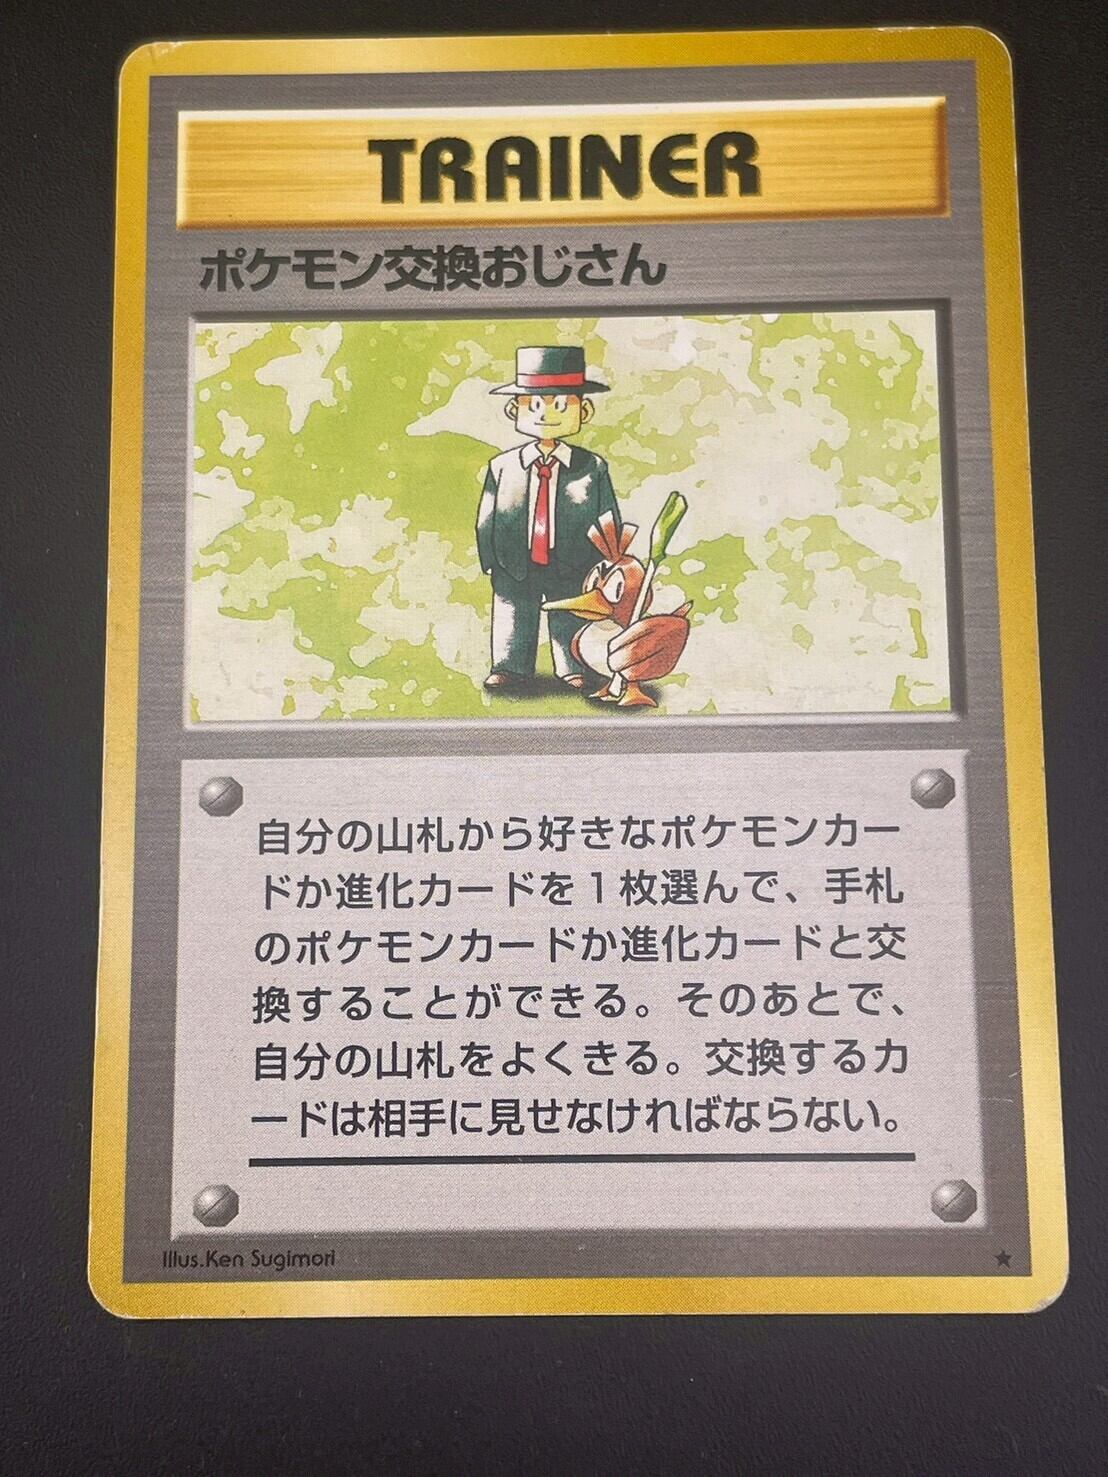 TRAINER
ポケモン交換おじさん
自分の山札から好きなポケモンカー
ドか進化カードを1枚選んで、手札
のポケモンカードか進化カードと交
換することができる。そのあとで、
自分の山札をよくきる。交換するカ
ードは相手に見せなければならない。
Illus.Ken Sugimori
★